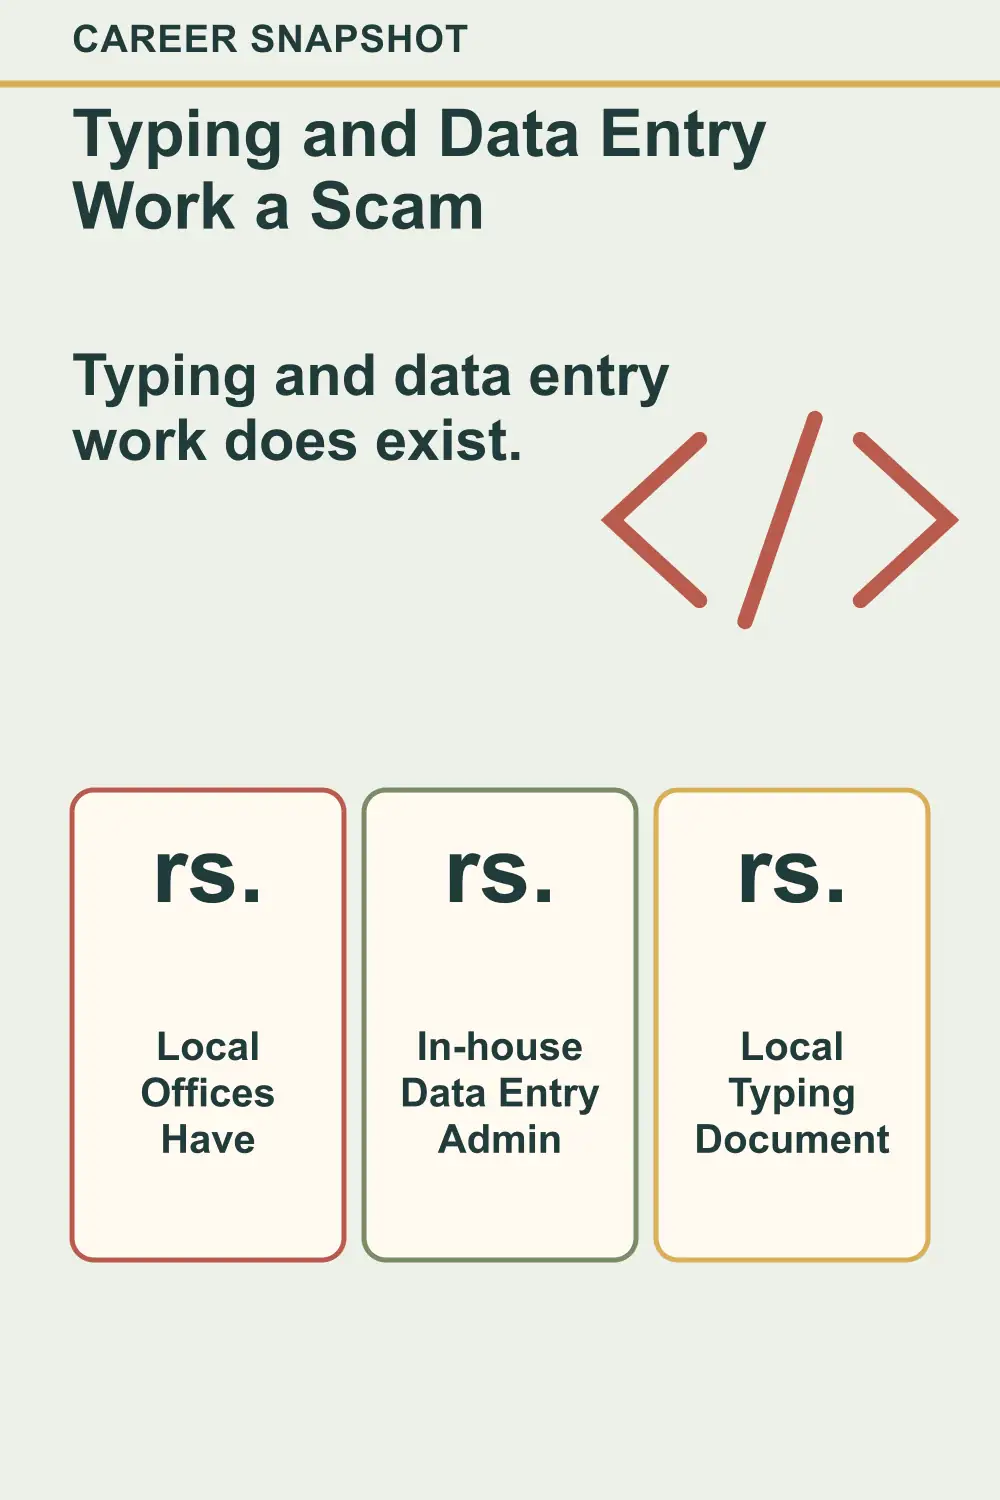 CAREER SNAPSHOT
Typing and Data Entry
Work a Scam
Typing and data entry
work does exist.
</>
rs.
Local
Offices
Have
rs.
In-house
Data Entry
Admin
rs.
Local
Typing
Document